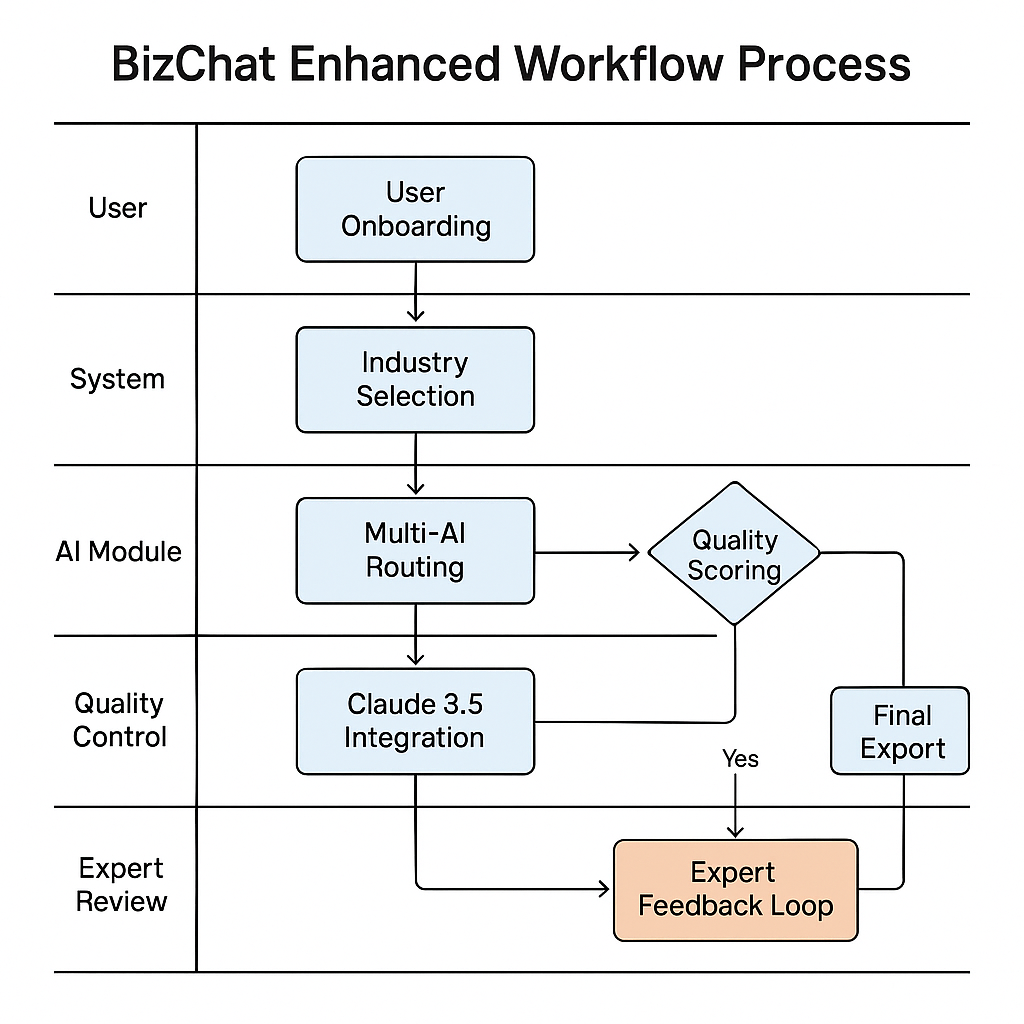 BizChat Enhanced Workflow Process
User
User
Onboarding
System
Industry
Selection
AI Module
Multi-AI
Routing
Quality
Scoring
Quality
Control
Claude 3.5
Integration
Final
Export
Yes
Expert
Review
Expert
Feedback Loop